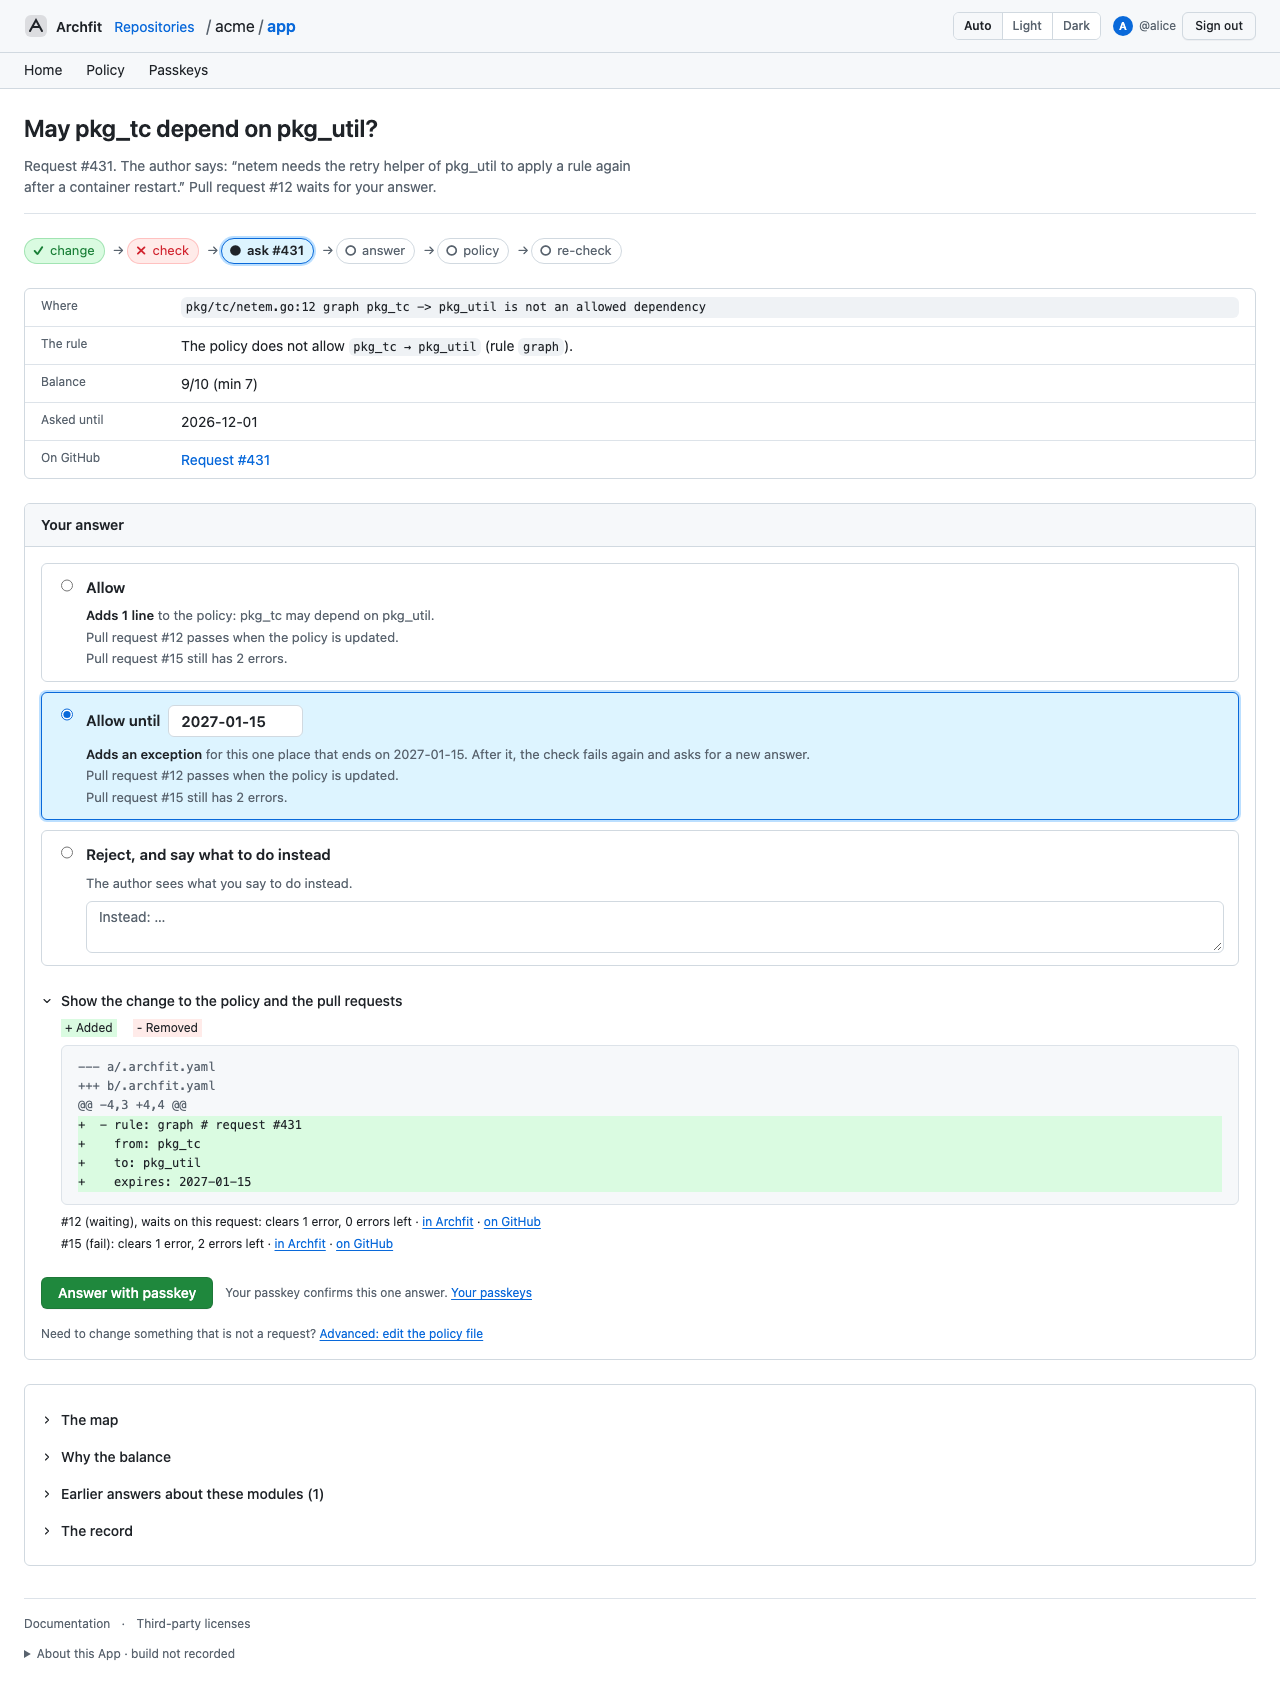 Archfit Repositories / acme / app Auto Light Dark A @alice Sign out
Home Policy Passkeys
May pkg_tc depend on pkg_util?
Request #431. The author says: “netem needs the retry helper of pkg_util to apply a rule again
after a container restart.” Pull request #12 waits for your answer.
change → check → ask #431 → answer → policy → re-check
Where pkg/tc/netem.go:12 graph pkg_tc -> pkg_util is not an allowed dependency
The rule The policy does not allow pkg_tc → pkg_util (rule graph ).
Balance 9/10 (min 7)
Asked until 2026-12-01
On GitHub Request #431
Your answer
Allow
Adds 1 line to the policy: pkg_tc may depend on pkg_util.
Pull request #12 passes when the policy is updated.
Pull request #15 still has 2 errors.
Allow until 2027-01-15
Adds an exception for this one place that ends on 2027-01-15. After it, the check fails again and asks for a new answer.
Pull request #12 passes when the policy is updated.
Pull request #15 still has 2 errors.
Reject, and say what to do instead
The author sees what you say to do instead.
Instead: ...
Show the change to the policy and the pull requests
+ Added - Removed
--- a/.archfit.yaml
+++ b/.archfit.yaml
@@ -4,3 +4,4 @@
+  - rule: graph # request #431
+    from: pkg_tc
+    to: pkg_util
+    expires: 2027-01-15
#12 (waiting), waits on this request: clears 1 error, 0 errors left · in Archfit · on GitHub
#15 (fail): clears 1 error, 2 errors left · in Archfit · on GitHub
Answer with passkey Your passkey confirms this one answer. Your passkeys
Need to change something that is not a request? Advanced: edit the policy file
The map
Why the balance
Earlier answers about these modules (1)
The record
Documentation · Third-party licenses
About this App · build not recorded